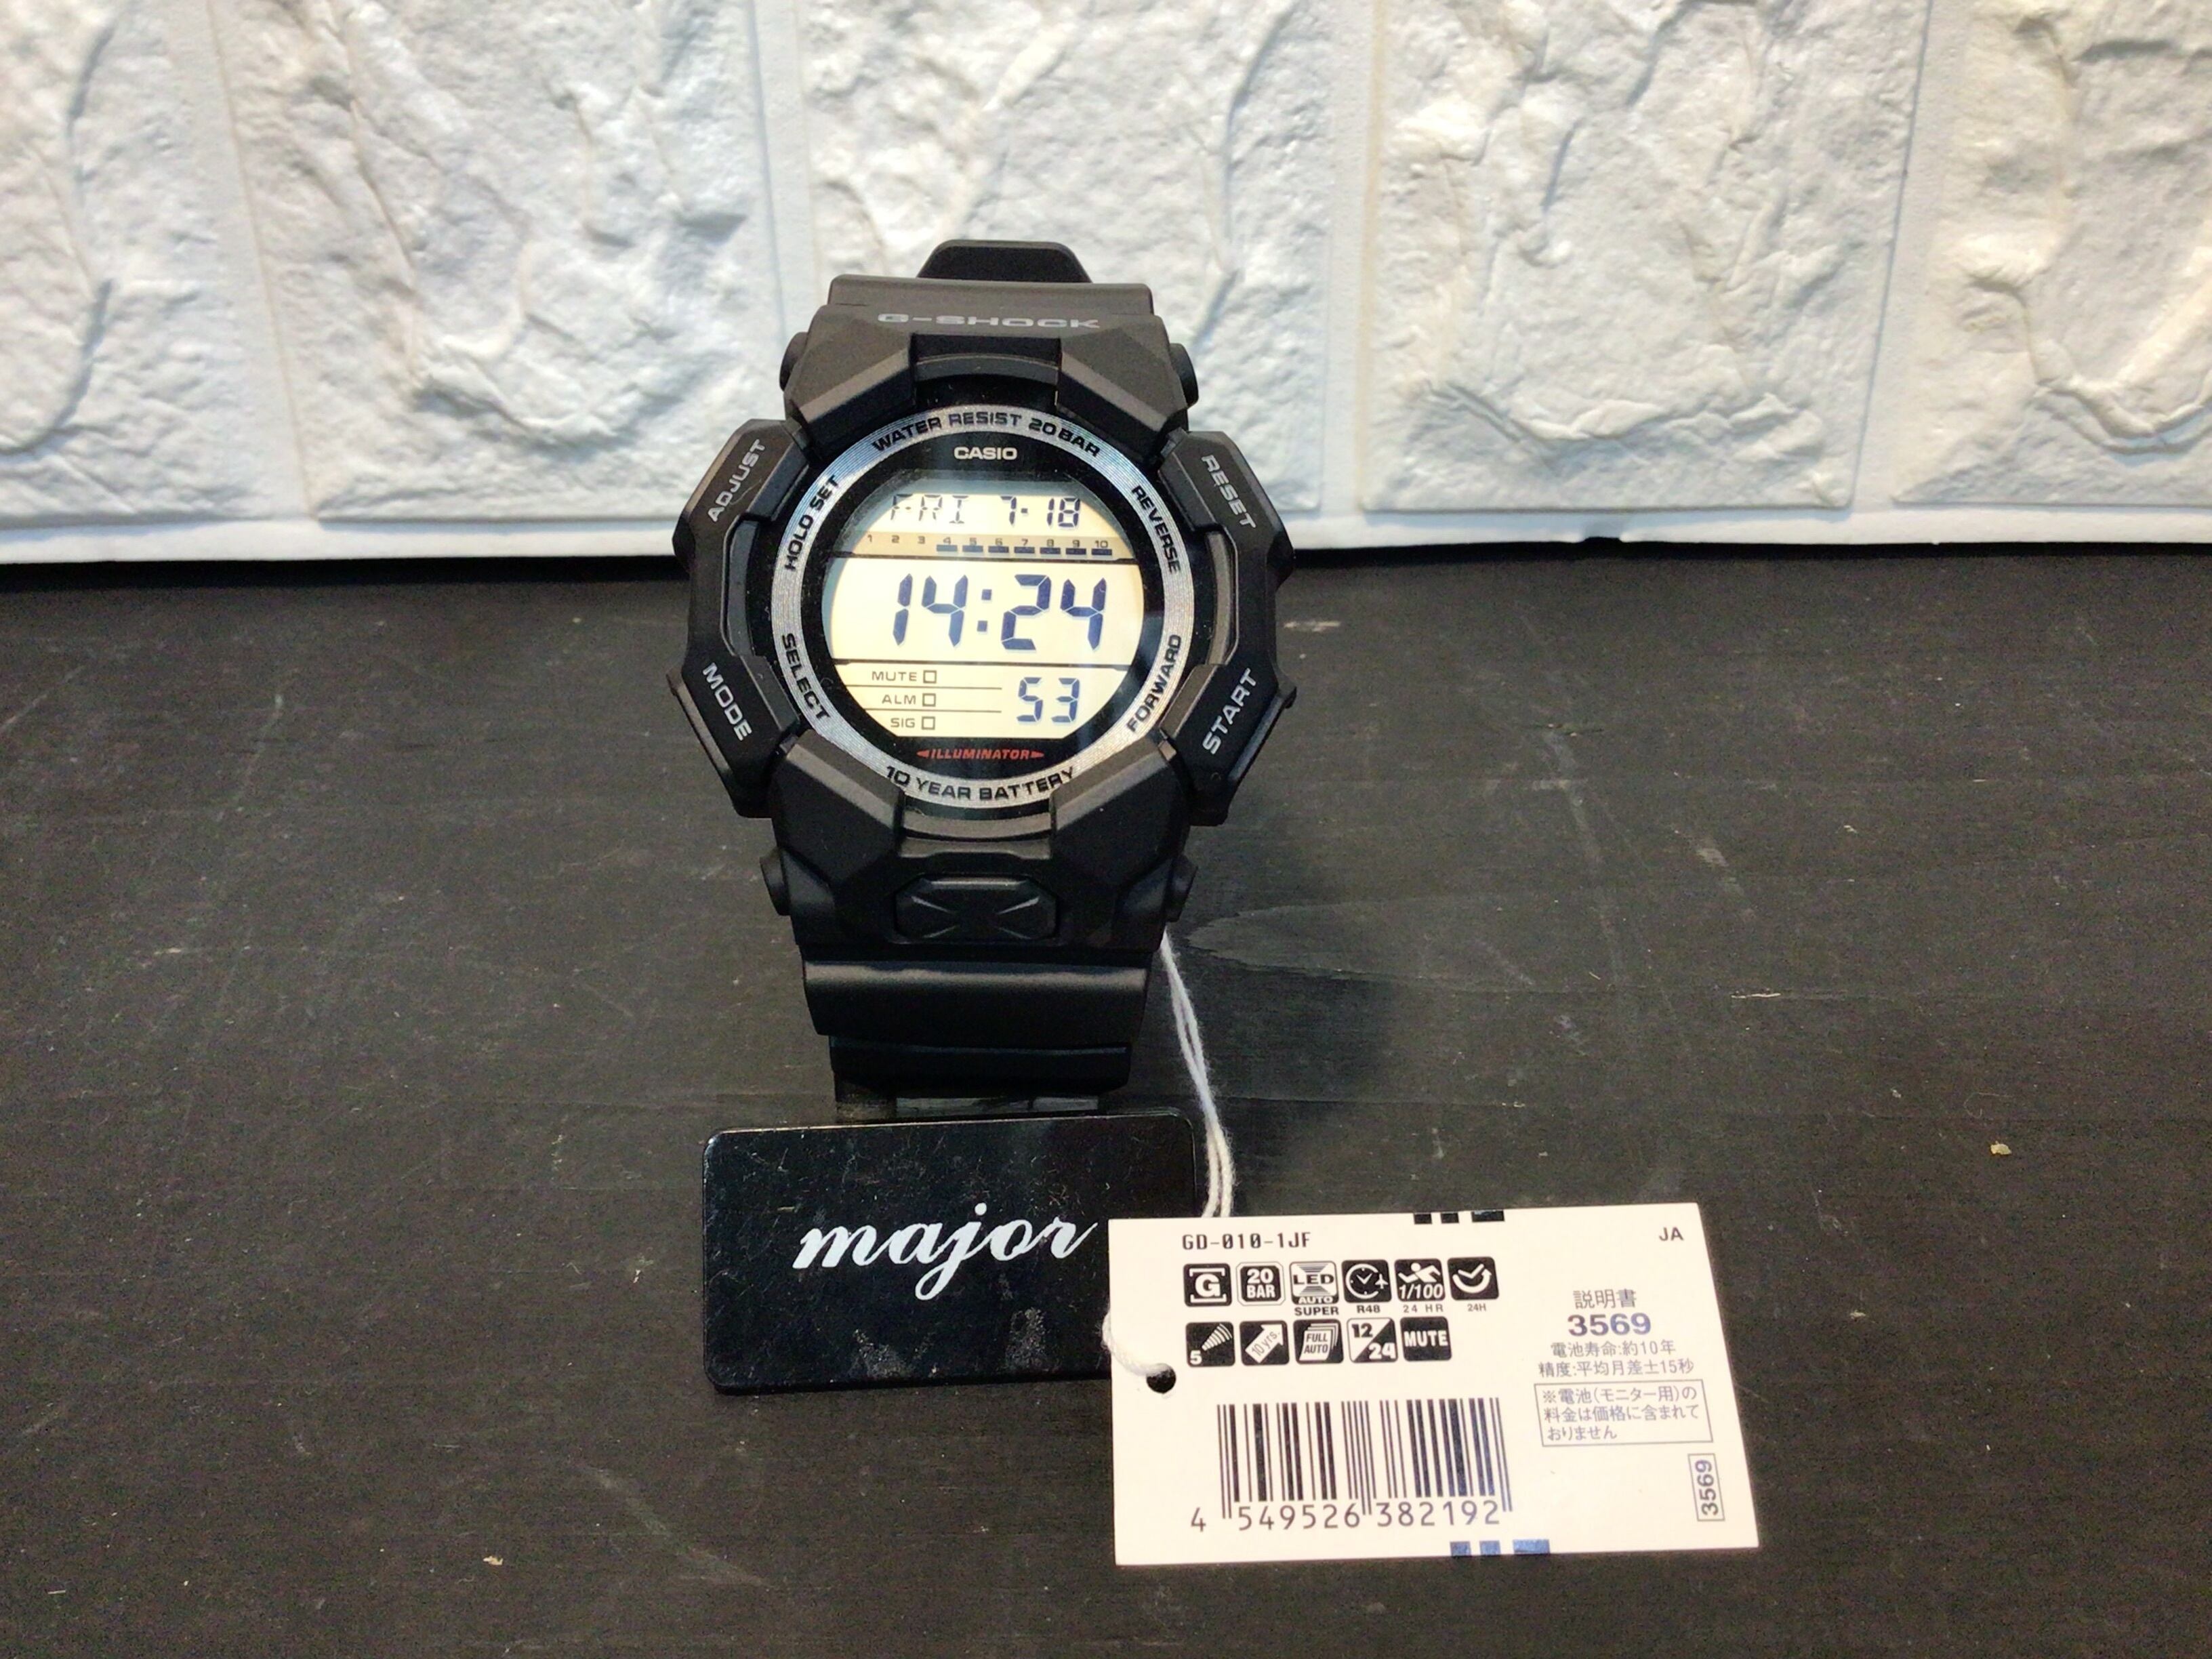 G-SHOCK
WATER RESIST 20 BAR
CASIO
ADJUST
RESET
HOLD SET
REVERSE
FRI 7-18
1 2 3 4 5 6 7 8 9 10
14:24
MUTE
ALM
SIG
53
SELECT
FORWARD
MODE
START
ILLUMINATOR
10 YEAR BATTERY
major
GD-010-1JF
JA
G
20 BAR
LED AUTO SUPER
R48
1/100 24 HR
24H
5
10 yrs.
FULL AUTO
12/24
MUTE
説明書
3569
電池寿命:約10年
精度:平均月差±15秒
※電池(モニター用)の
料金は価格に含まれて
おりません
3569
4 549526 382192